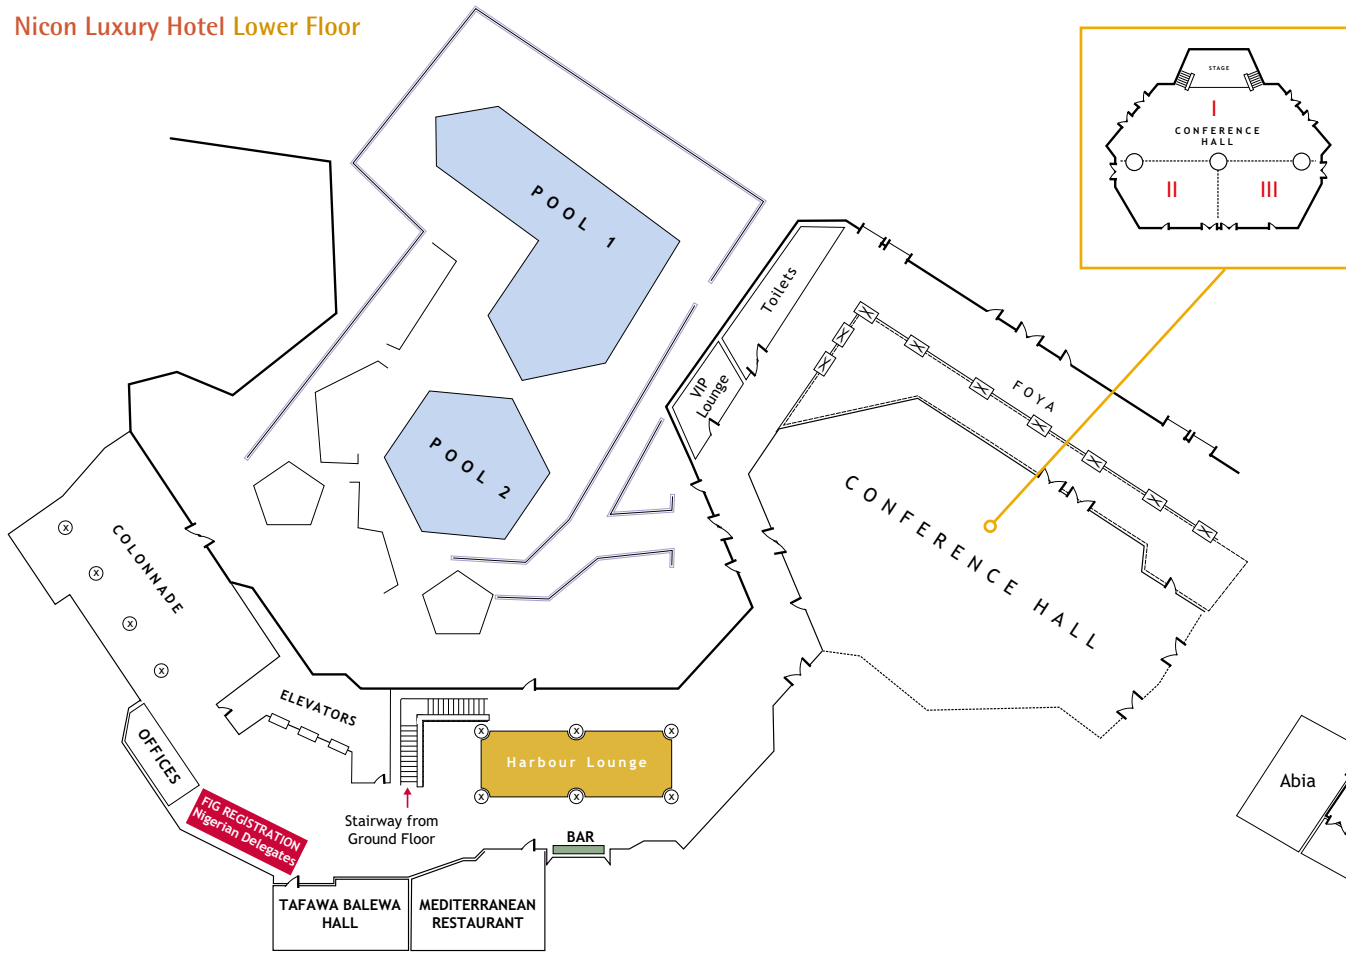 Nicon Luxury Hotel Lower Floor
STAGE
I
CONFERENCE
HALL
II
III
POOL 1
Toilets
VIP
Lounge
FOYA
POOL 2
CONFERENCE HALL
COLONNADE
X
X
X
X
ELEVATORS
OFFICES
X
X
X
Harbour Lounge
X
X
X
FIG REGISTRATION
Nigerian Delegates
Stairway from
Ground Floor
BAR
Abia
TAFAWA BALEWA
HALL
MEDITERRANEAN
RESTAURANT